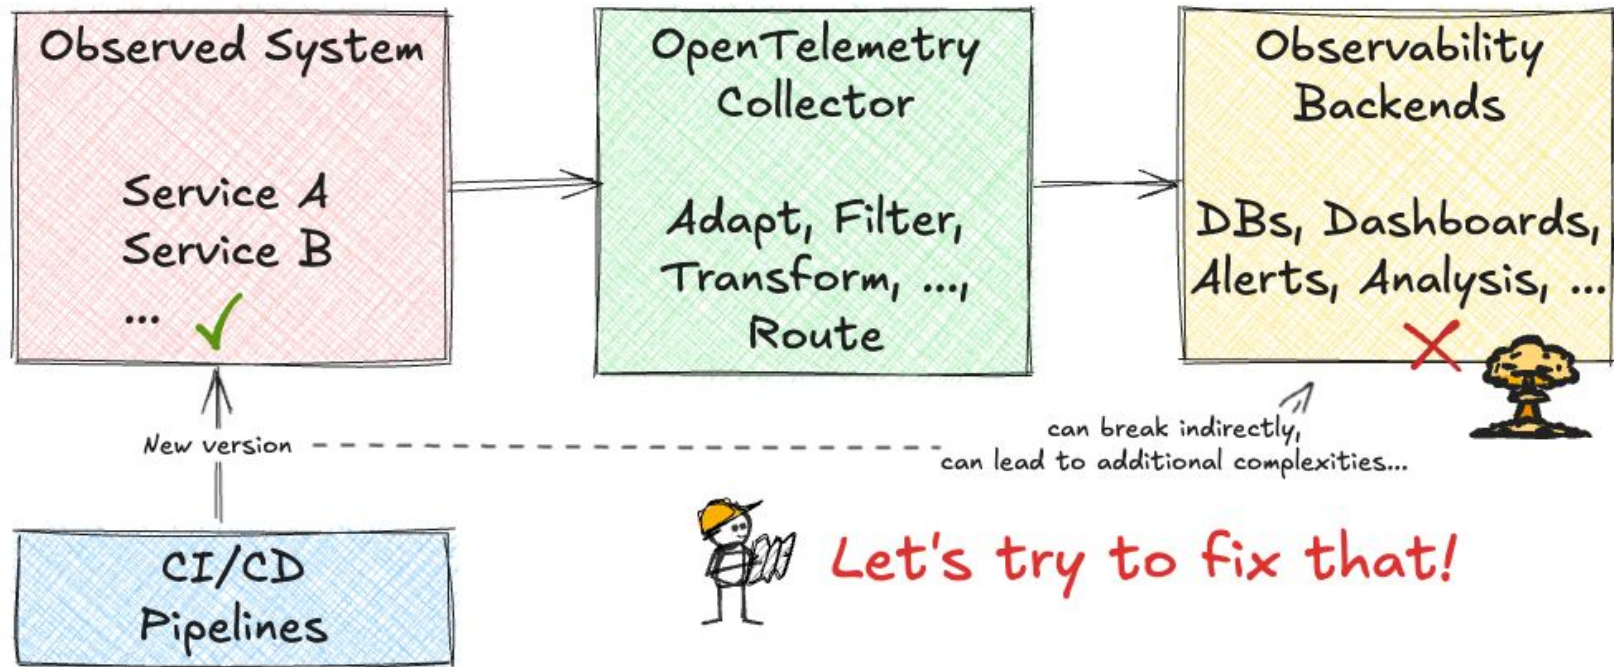 Observed System
Service A
Service B
...
OpenTelemetry
Collector
Adapt, Filter,
Transform, ...,
Route
Observability
Backends
DBs, Dashboards,
Alerts, Analysis, ...
New version
can break indirectly,
can lead to additional complexities...
CI/CD
Pipelines
Let's try to fix that!